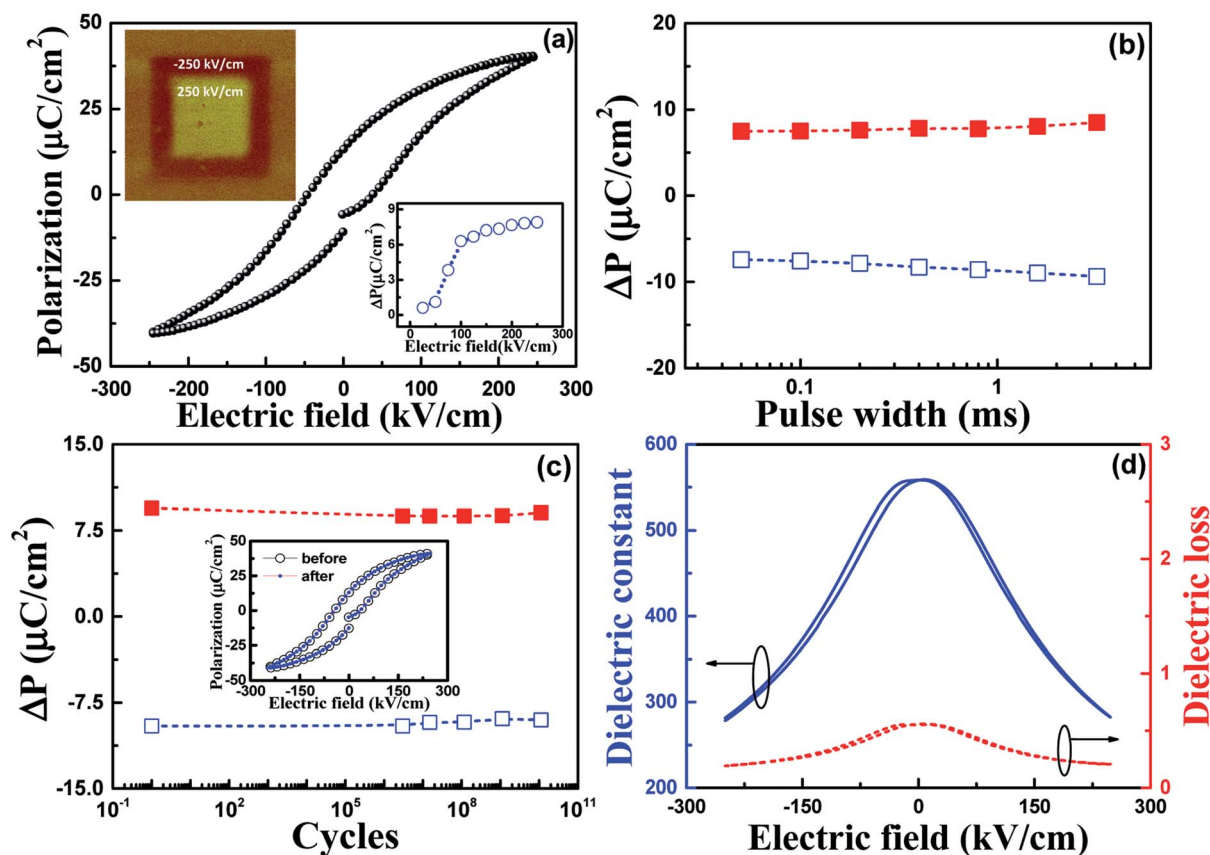 (a)
-250 kV/cm
250 kV/cm
Polarization (μC/cm²)
50
25
0
-25
-50
-300 -200 -100 0 100 200 300
Electric field (kV/cm)
ΔP(μC/cm²)
9
6
3
0
0 100 200 300
Electric field(kV/cm)
(b)
ΔP (μC/cm²)
20
10
0
-10
-20
0.1 1
Pulse width (ms)
(c)
ΔP (μC/cm²)
15.0
7.5
0.0
-7.5
-15.0
10⁻¹ 10² 10⁵ 10⁸ 10¹¹
Cycles
before
after
Polarization (μC/cm²)
50
25
0
-25
-50
-300 -150 0 150 300
Electric field (kV/cm)
(d)
Dielectric constant
600
500
400
300
200
Dielectric loss
3
2
1
0
-300 -150 0 150 300
Electric field (kV/cm)